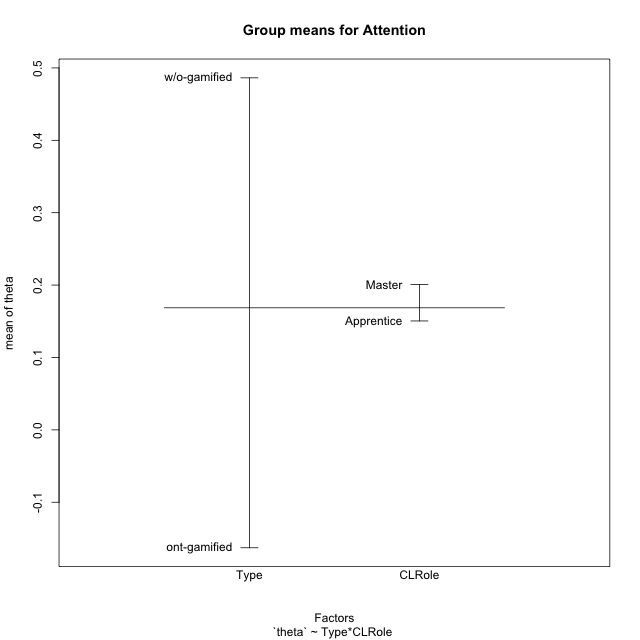 Group means for Attention
mean of theta
0.5
0.4
0.3
0.2
0.1
0.0
-0.1
w/o-gamified
Master
Apprentice
ont-gamified
Type CLRole
Factors
`theta` ~ Type*CLRole